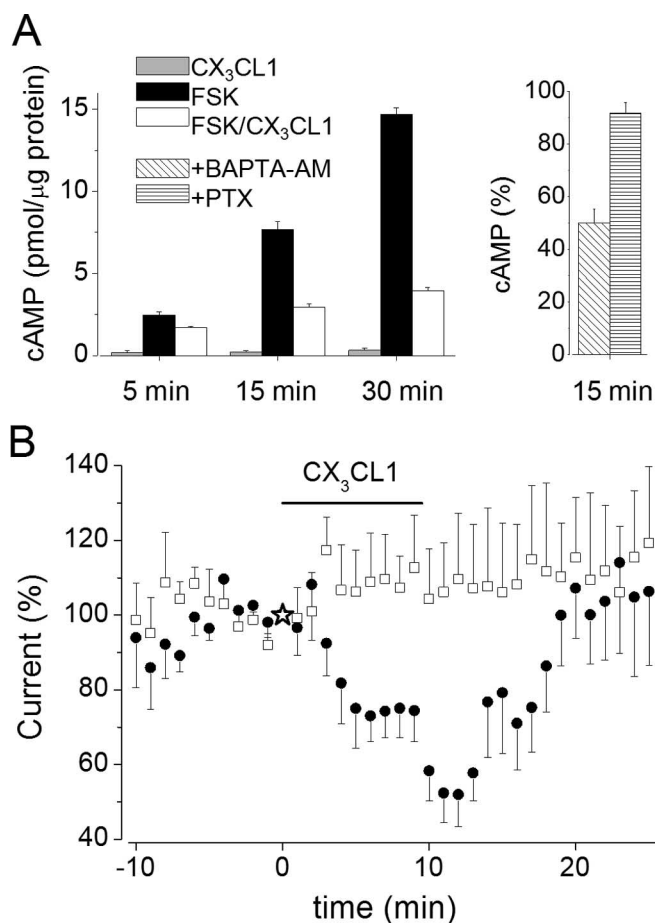 A
CX₃CL1
FSK
FSK/CX₃CL1
+BAPTA-AM
+PTX
cAMP (pmol/µg protein)
15
10
5
0
5 min
15 min
30 min
cAMP (%)
100
80
60
40
20
0
15 min
B
CX₃CL1
Current (%)
140
120
100
80
60
40
-10
0
10
20
time (min)